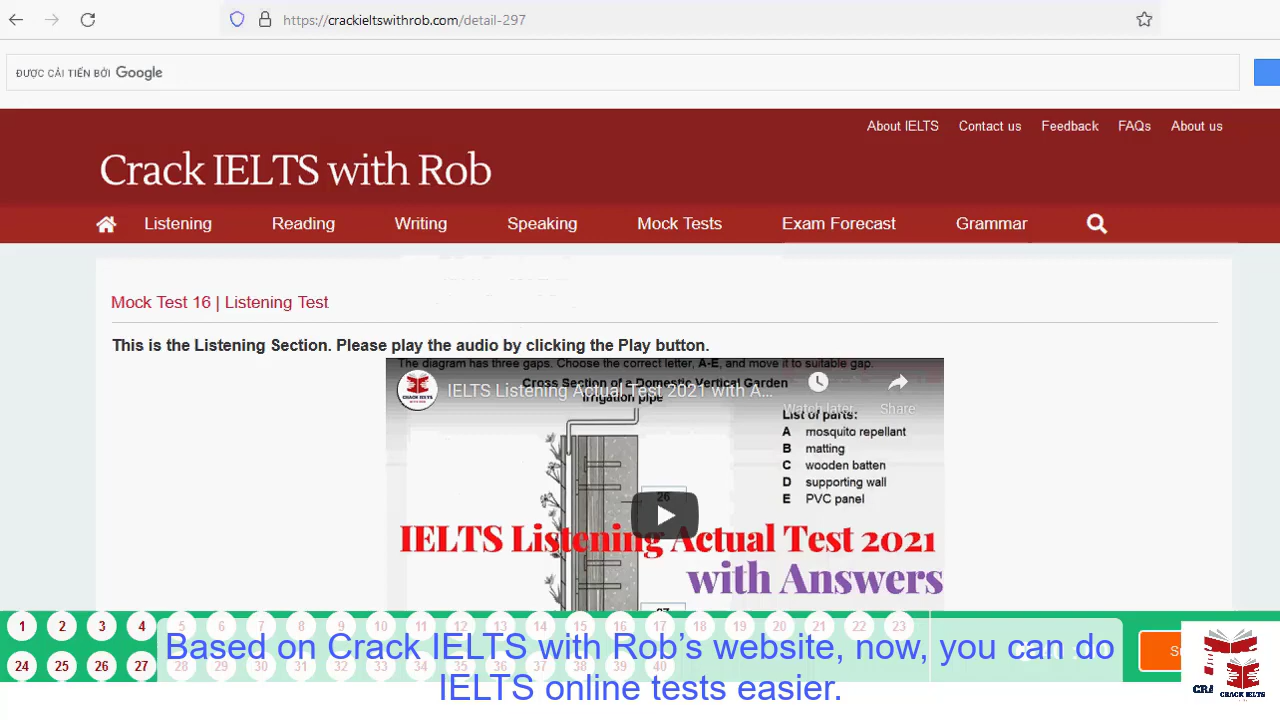 https://crackieltswithrob.com/detail-297
ĐƯỢC CẢI TIẾN BỞI Google
About IELTS Contact us Feedback FAQs About us
Crack IELTS with Rob
Listening Reading Writing Speaking Mock Tests Exam Forecast Grammar
Mock Test 16 | Listening Test
This is the Listening Section. Please play the audio by clicking the Play button.
The diagram has three gaps. Choose the correct letter, A-E, and move it to suitable gap.
Cross Section of a Domestic Vertical Garden
IELTS Listening Actual Test 2021 with A...
Irrigation pipe
Watch later Share
List of parts:
A mosquito repellant
B matting
C wooden batten
D supporting wall
E PVC panel
26
IELTS Listening Actual Test 2021
with Answers
27
1 2 3 4 5 6 7 8 9 10 11 12 13 14 15 16 17 18 19 20 21 22 23
Based on Crack IELTS with Rob’s website, now, you can do
24 25 26 27 28 29 30 31 32 33 34 35 36 37 38 39 40
IELTS online tests easier.
CRACK IELTS